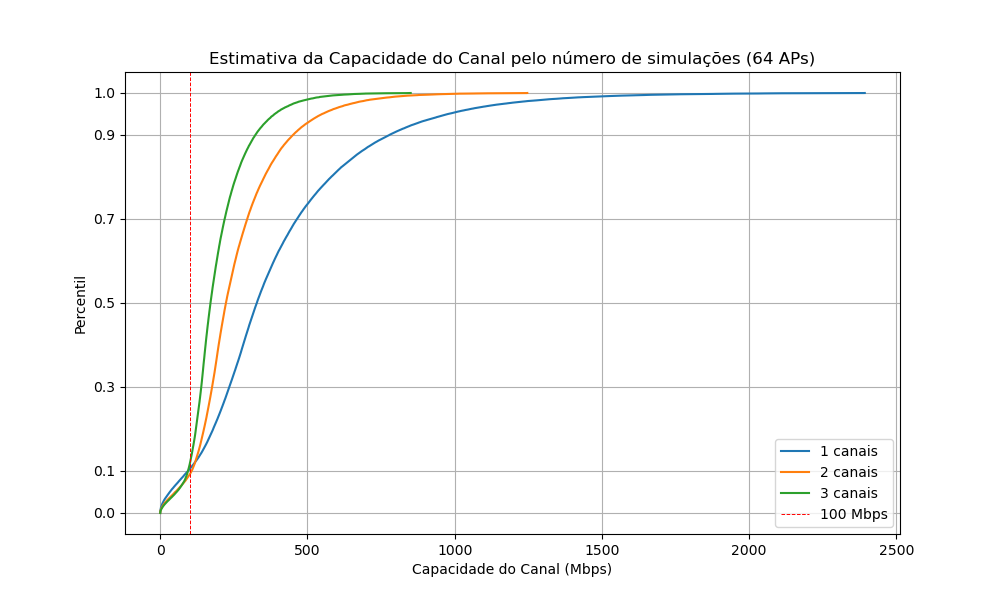 Estimativa da Capacidade do Canal pelo número de simulações (64 APs)
1.0
0.9
0.7
0.5
0.3
0.1
0.0
Percentil
0
500
1000
1500
2000
2500
Capacidade do Canal (Mbps)
1 canais
2 canais
3 canais
100 Mbps